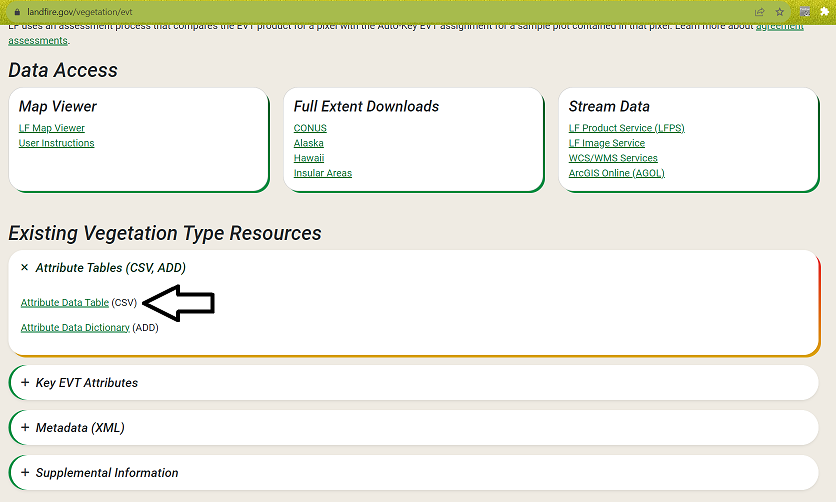 landfire.gov/vegetation/evt
LF uses an assessment process that compares the EVT product for a pixel with the Auto-Key EVT assignment for a sample plot contained in that pixel. Learn more about agreement
assessments.
Data Access
Map Viewer
LF Map Viewer
User Instructions
Full Extent Downloads
CONUS
Alaska
Hawaii
Insular Areas
Stream Data
LF Product Service (LFPS)
LF Image Service
WCS/WMS Services
ArcGIS Online (AGOL)
Existing Vegetation Type Resources
× Attribute Tables (CSV, ADD)
Attribute Data Table (CSV)
Attribute Data Dictionary (ADD)
+ Key EVT Attributes
+ Metadata (XML)
+ Supplemental Information